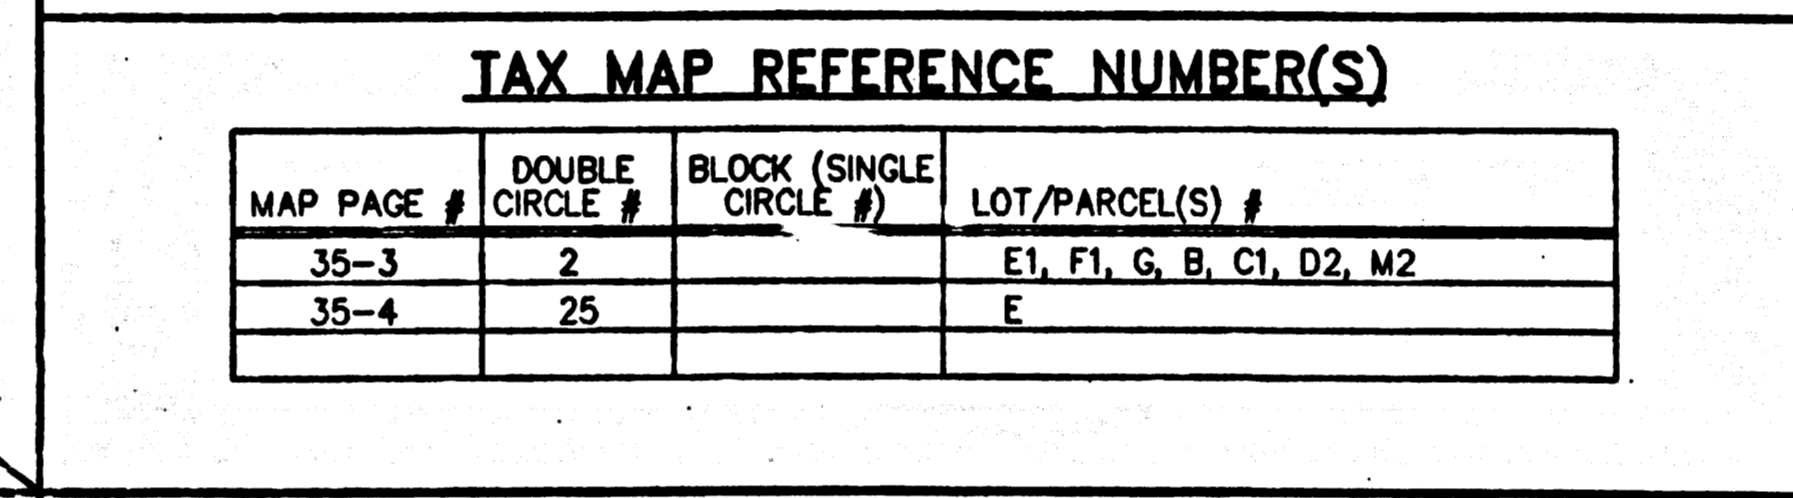 TAX MAP REFERENCE NUMBER(S)
MAP PAGE # DOUBLE CIRCLE # BLOCK (SINGLE CIRCLE #) LOT/PARCEL(S) #
35-3 2 E1, F1, G, B, C1, D2, M2
35-4 25 E